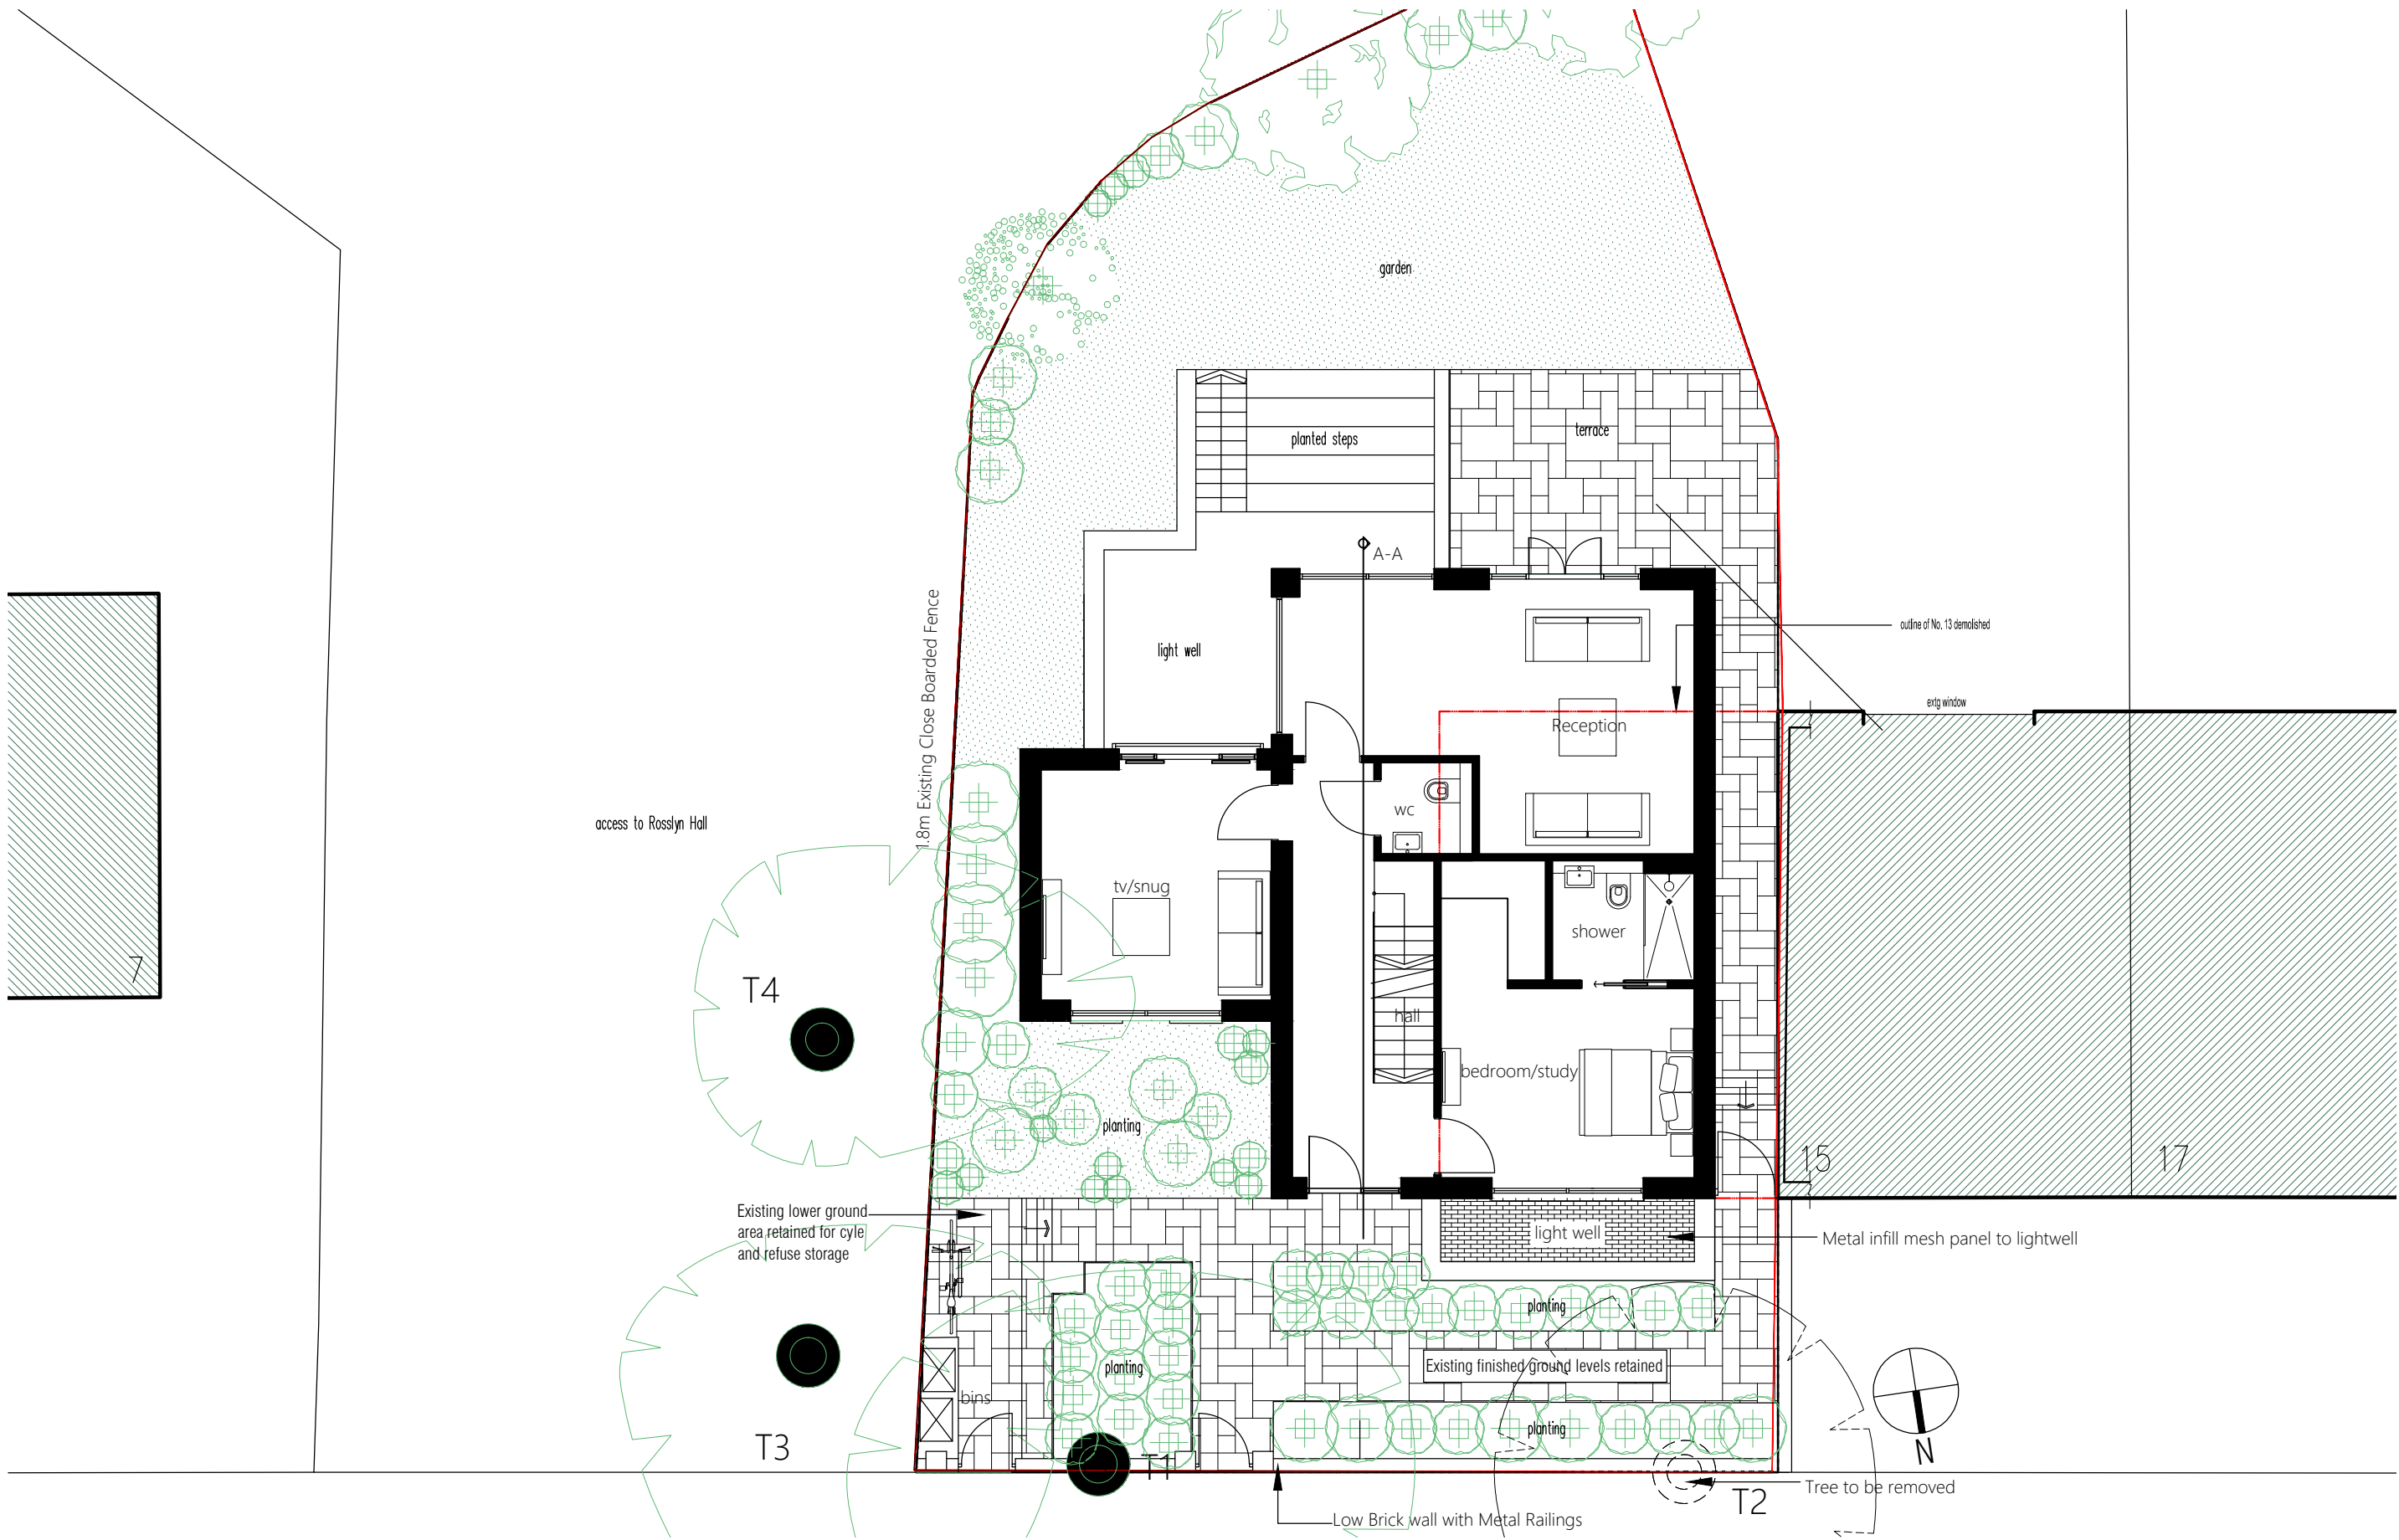 garden
planted steps
terrace
A-A
1.8m Existing Close Boarded Fence
light well
outline of No. 13 demolished
extg window
Reception
access to Rosslyn Hall
wc
tv/snug
shower
7
T4
hall
bedroom/study
planting
15
17
Existing lower ground
area retained for cyle
and refuse storage
light well
Metal infill mesh panel to lightwell
planting
planting
Existing finished ground levels retained
bins
planting
N
T3
T1
Tree to be removed
T2
Low Brick wall with Metal Railings